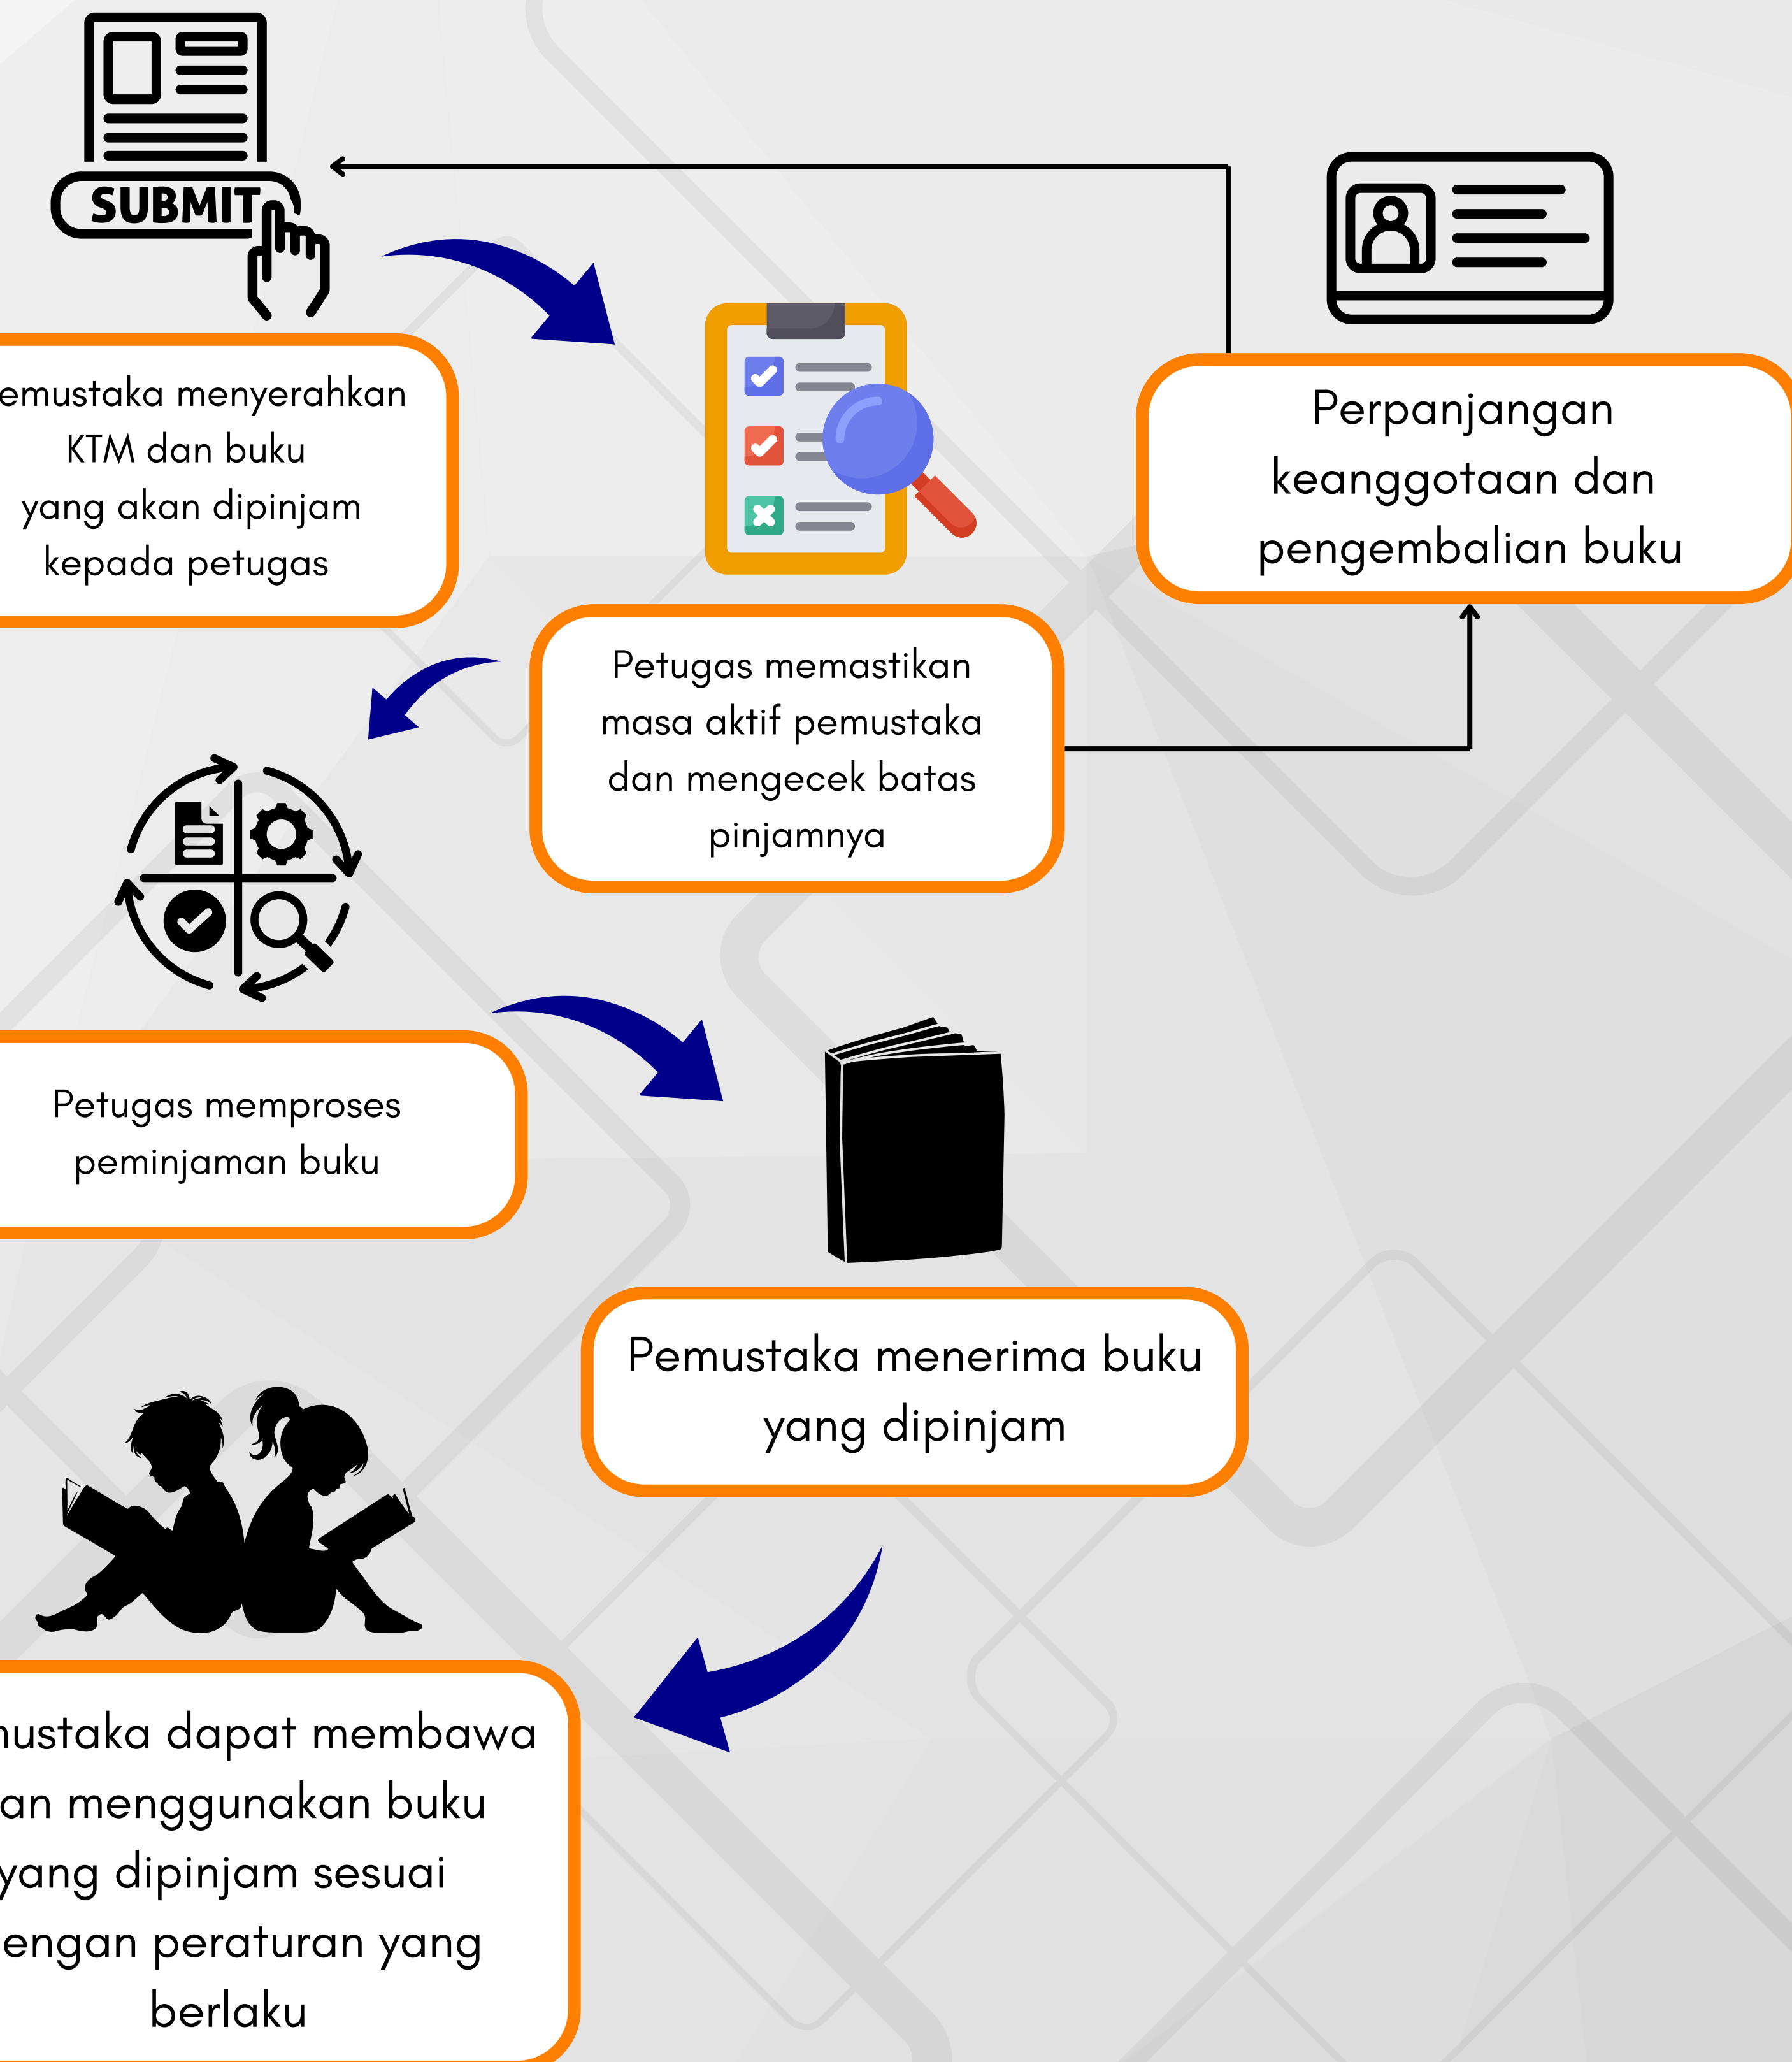 SUBMIT
emustaka menyerahkan
KTM dan buku
yang akan dipinjam
kepada petugas
Perpanjangan
keanggotaan dan
pengembalian buku
Petugas memastikan
masa aktif pemustaka
dan mengecek batas
pinjamnya
Petugas memproses
peminjaman buku
Pemustaka menerima buku
yang dipinjam
mustaka dapat membawa
an menggunakan buku
yang dipinjam sesuai
engan peraturan yang
berlaku